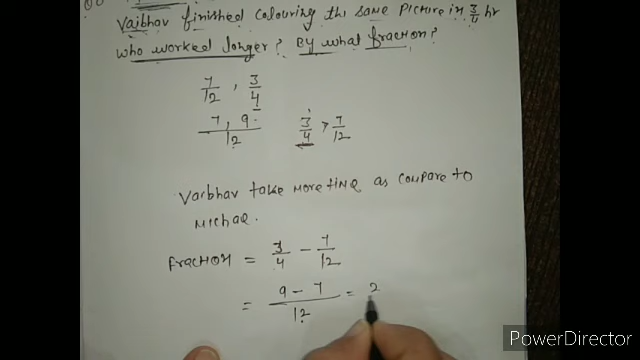 Vaibhav finished colouring the same picture in 3/4 hr
who worked longer? By what fraction?
7/12 , 3/4
7, 9 / 12
3/4 > 7/12
Vaibhav take more time as compare to
Fraction = 3/4 - 7/12
= 9 - 7 / 12 = 2
PowerDirector